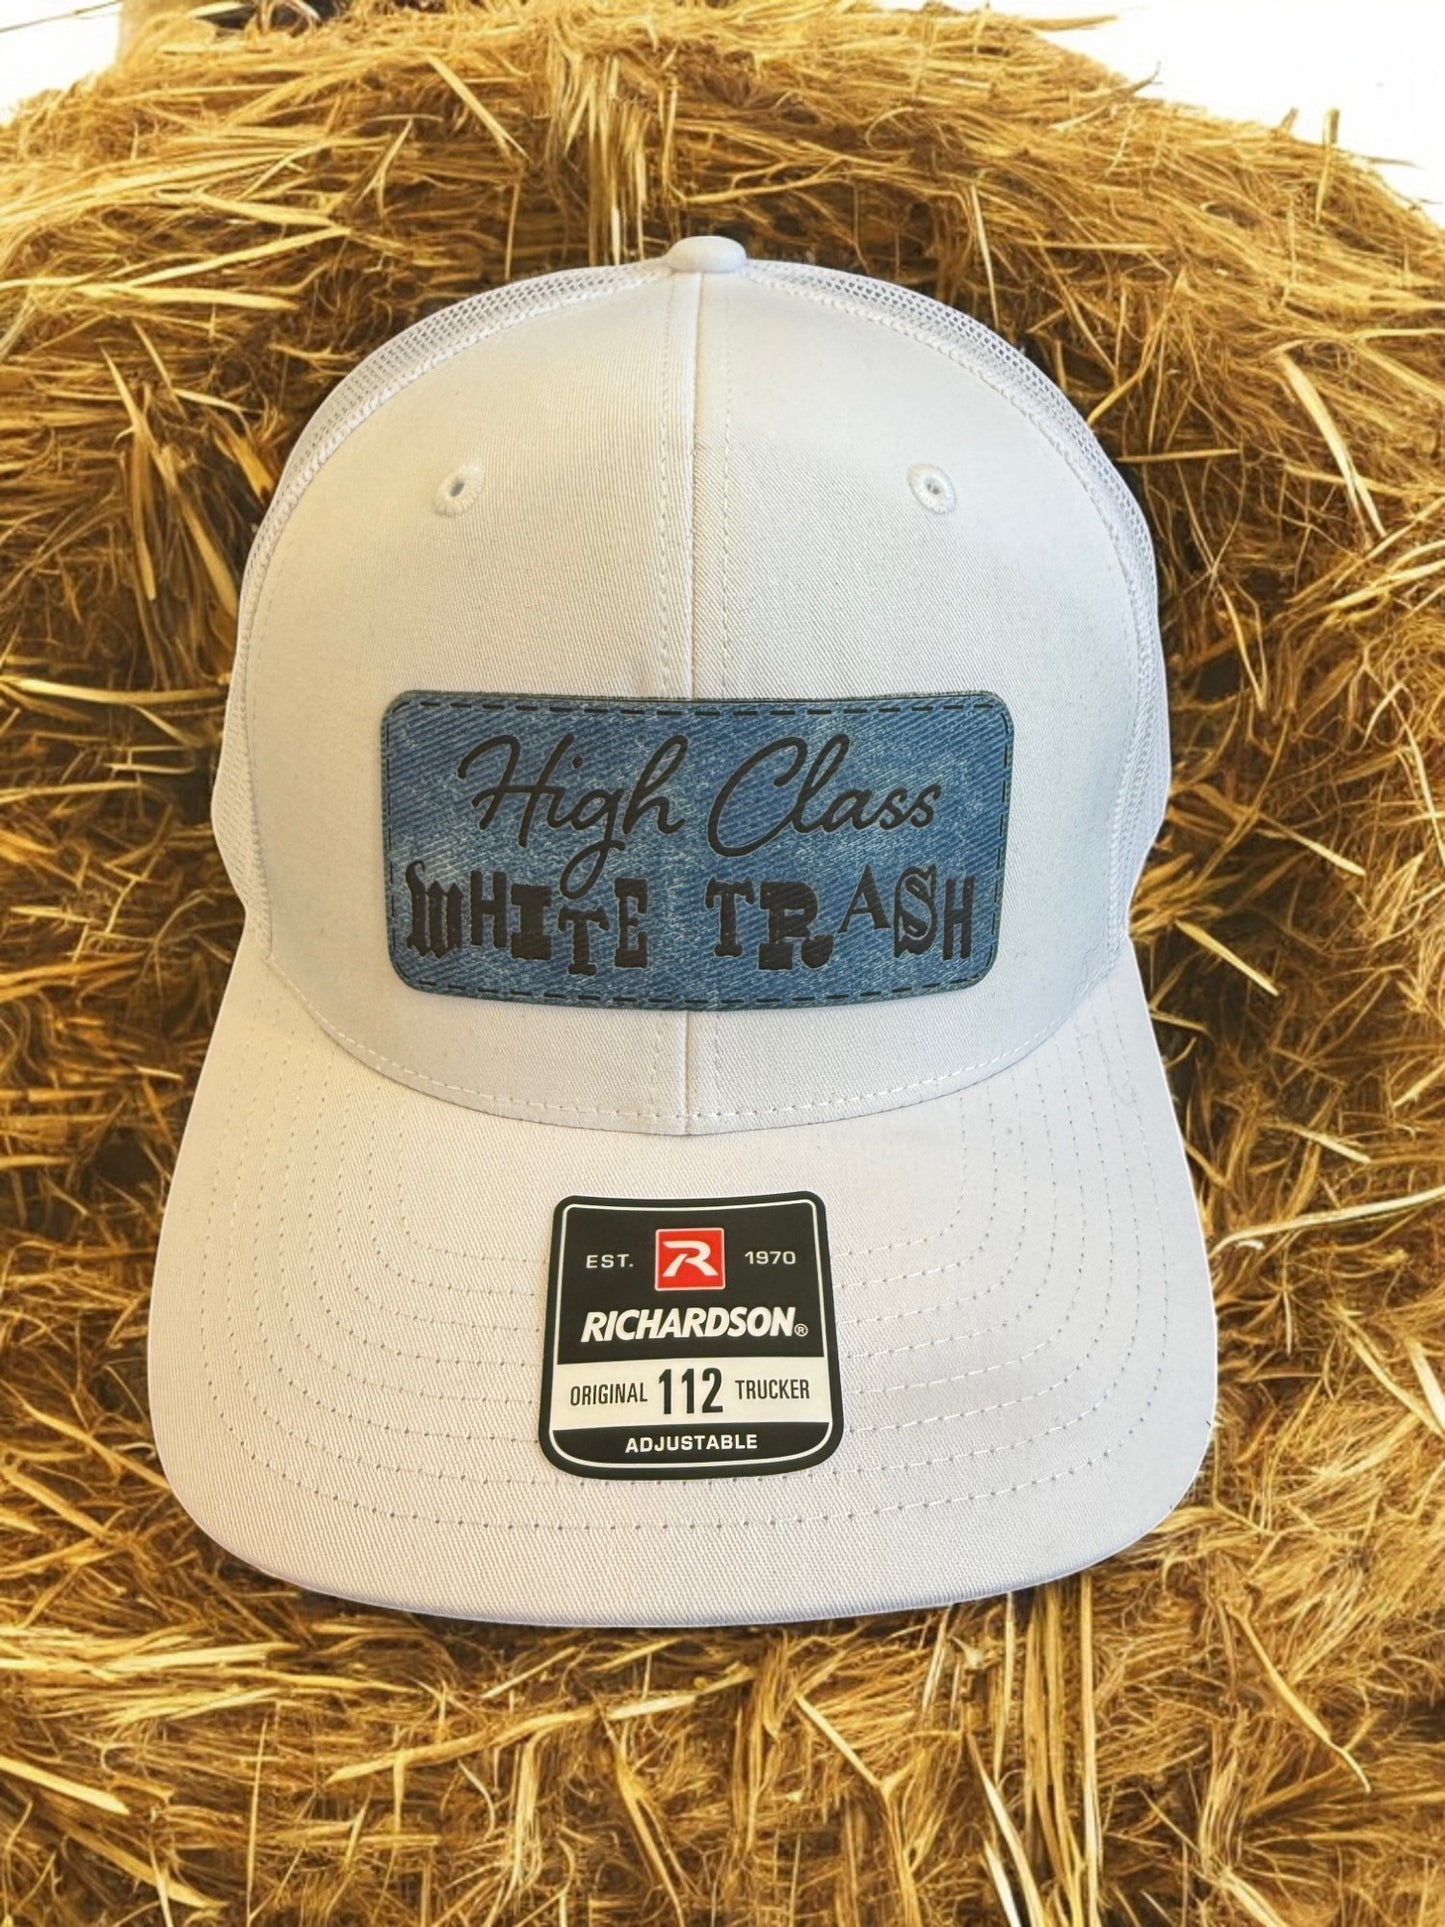 High Class
WHITE TRASH
EST. R 1970
RICHARDSON®
ORIGINAL 112 TRUCKER
ADJUSTABLE